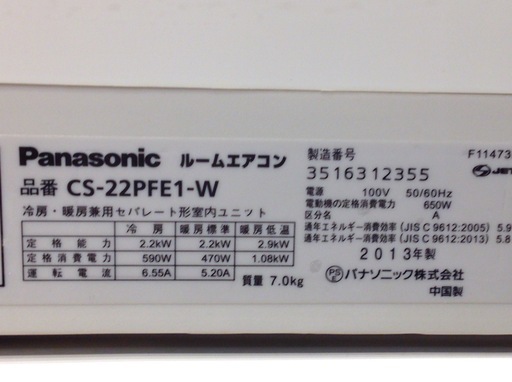 Panasonic ルームエアコン
品番 CS-22PFE1-W
冷房・暖房兼用セパレート形室内ユニット
冷房 暖房標準 暖房低温
定格能力 2.2kW 2.2kW 2.9kW
定格消費電力 590W 470W 1.08kW
運転電流 6.55A 5.20A
質量 7.0kg
製造番号 F11473
3516312355 JET
電源 100V 50/60Hz
電動機の定格消費電力 650W
区分名 A
通年エネルギー消費効率 (JIS C 9612:2005) 5.9
通年エネルギー消費効率 (JIS C 9612:2013) 5.8
2013年製
PSE パナソニック株式会社
中国製